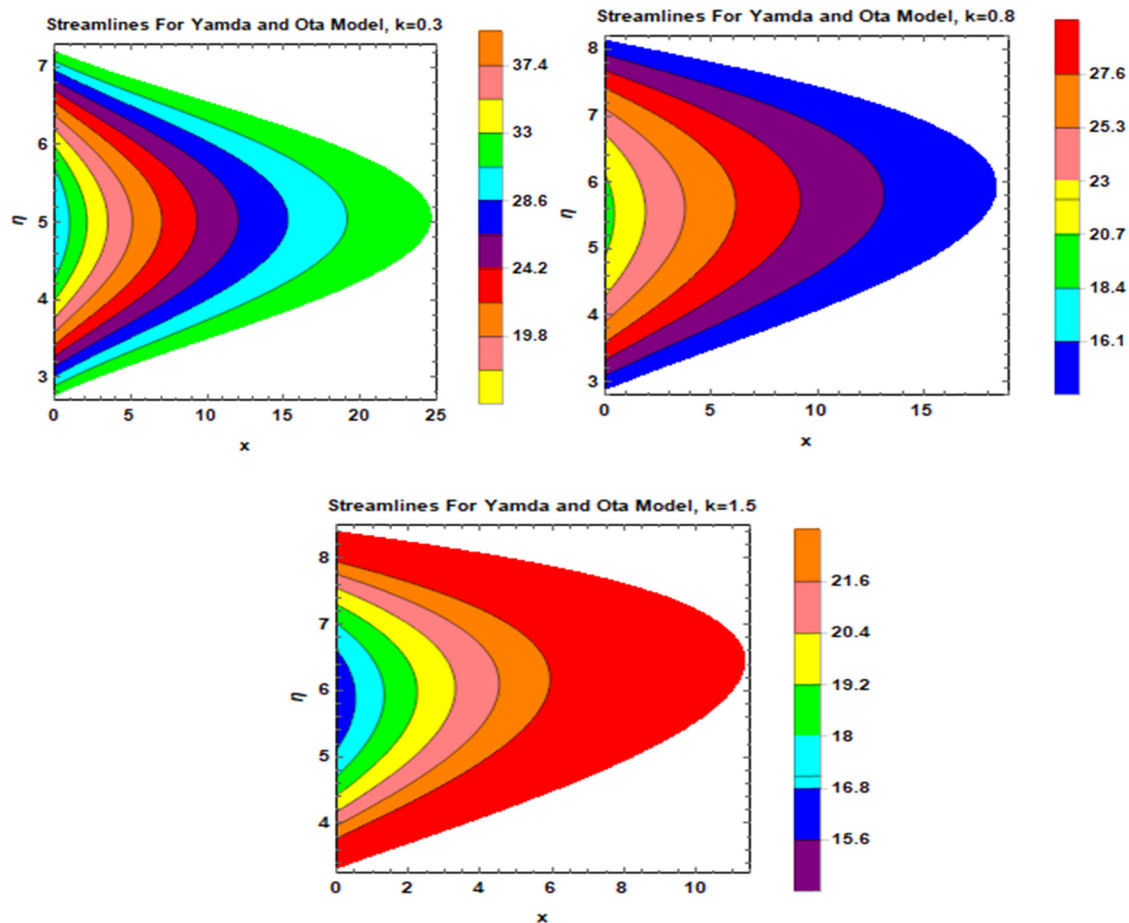 Streamlines For Yamda and Ota Model, k=0.3
7
6
5
4
3
η
0 5 10 15 20 25
x
37.4
33
28.6
24.2
19.8
Streamlines For Yamda and Ota Model, k=0.8
8
7
6
5
4
3
η
0 5 10 15
x
27.6
25.3
23
20.7
18.4
16.1
Streamlines For Yamda and Ota Model, k=1.5
8
7
6
5
4
η
0 2 4 6 8 10
x
21.6
20.4
19.2
18
16.8
15.6